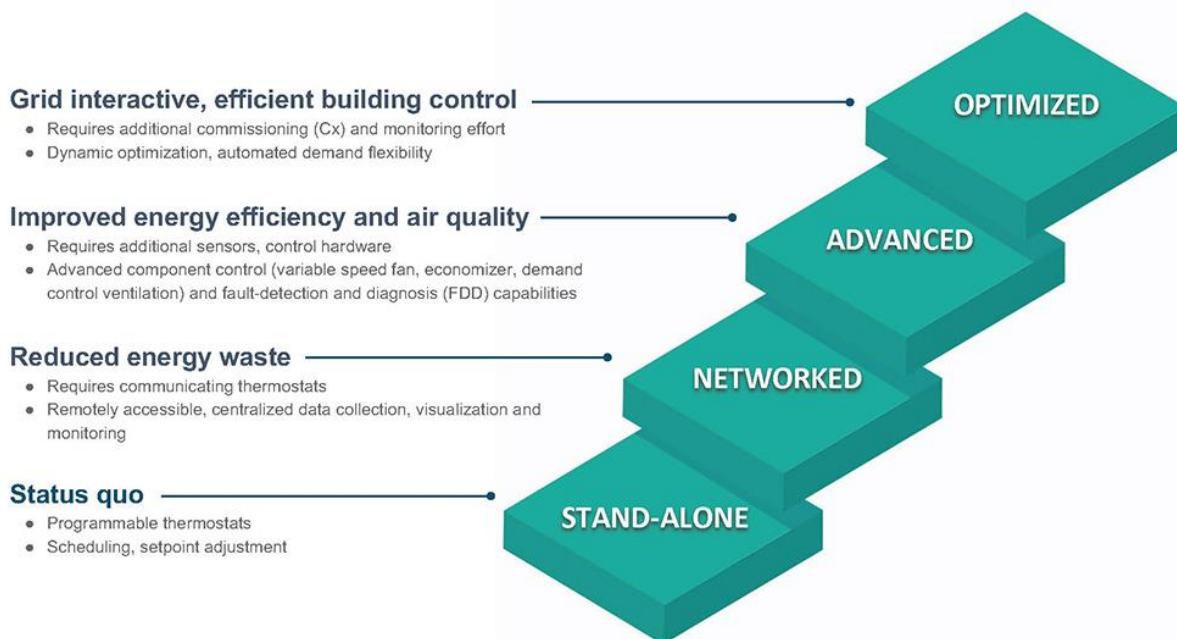 Grid interactive, efficient building control
● Requires additional commissioning (Cx) and monitoring effort
● Dynamic optimization, automated demand flexibility
OPTIMIZED
Improved energy efficiency and air quality
● Requires additional sensors, control hardware
● Advanced component control (variable speed fan, economizer, demand
control ventilation) and fault-detection and diagnosis (FDD) capabilities
ADVANCED
Reduced energy waste
● Requires communicating thermostats
● Remotely accessible, centralized data collection, visualization and
monitoring
NETWORKED
Status quo
● Programmable thermostats
● Scheduling, setpoint adjustment
STAND-ALONE